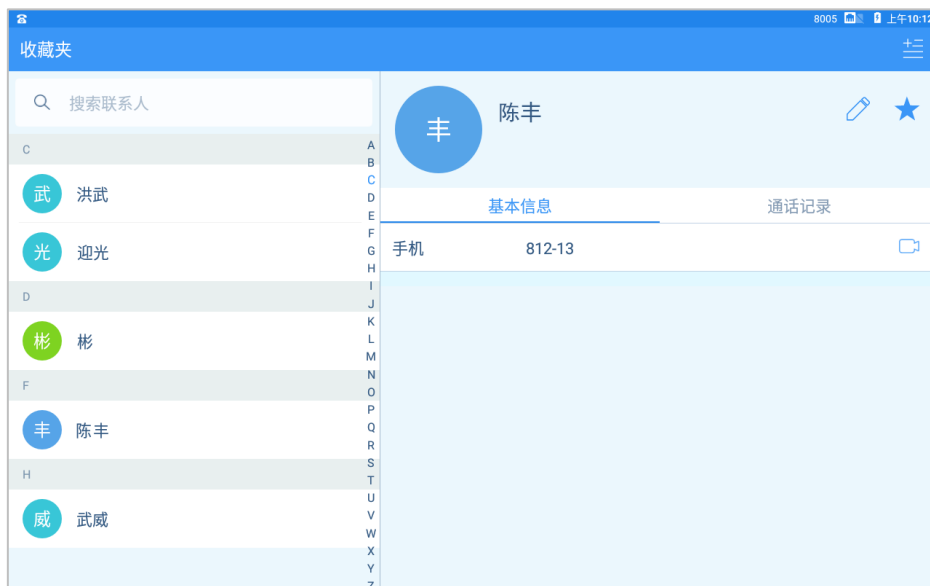 8005 上午10:12
收藏夹
搜索联系人
C
武 洪武
光 迎光
D
彬 彬
F
丰 陈丰
H
威 武威
A
B
C
D
E
F
G
H
I
J
K
L
M
N
O
P
Q
R
S
T
U
V
W
X
Y
Z
丰 陈丰
基本信息 通话记录
手机 812-13